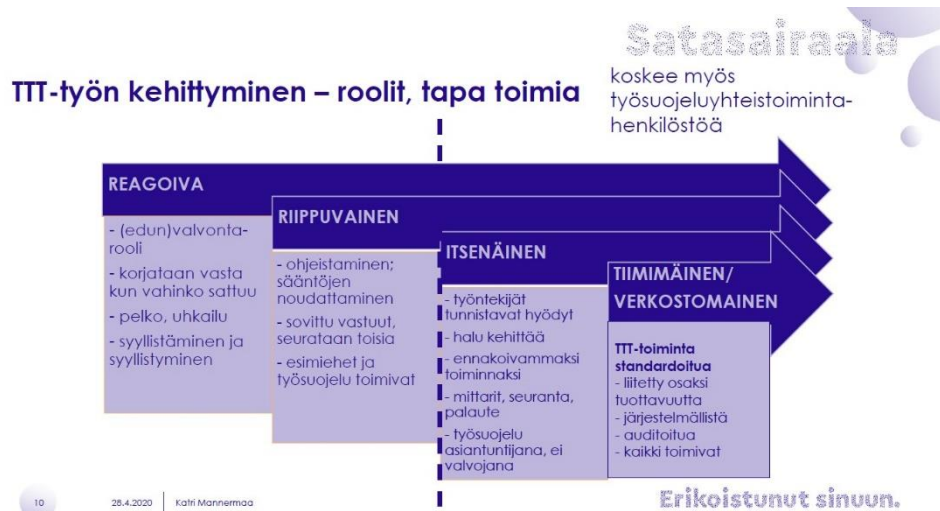 Satasairaala
TTT-työn kehittyminen – roolit, tapa toimia
koskee myös
työsuojeluyhteistoiminta-
henkilöstöä
REAGOIVA
- (edun)valvonta-
rooli
- korjataan vasta
kun vahinko sattuu
- pelko, uhkailu
- syyllistäminen ja
syyllistyminen
RIIPPUVAINEN
- ohjeistaminen;
sääntöjen
noudattaminen
- sovittu vastuut,
seurataan toisia
- esimiehet ja
työsuojelu toimivat
ITSENÄINEN
- työntekijät
tunnistavat hyödyt
- halu kehittää
- ennakoivammaksi
toiminnaksi
- mittarit, seuranta,
palaute
- työsuojelu
asiantuntijana, ei
valvojana
TIIMIMÄINEN/
VERKOSTOMAINEN
TTT-toiminta
standardoitua
- liitetty osaksi
tuottavuutta
- järjestelmällistä
- auditoitua
- kaikki toimivat
10
28.4.2020
Katri Mannermaa
Erikoistunut sinuun.